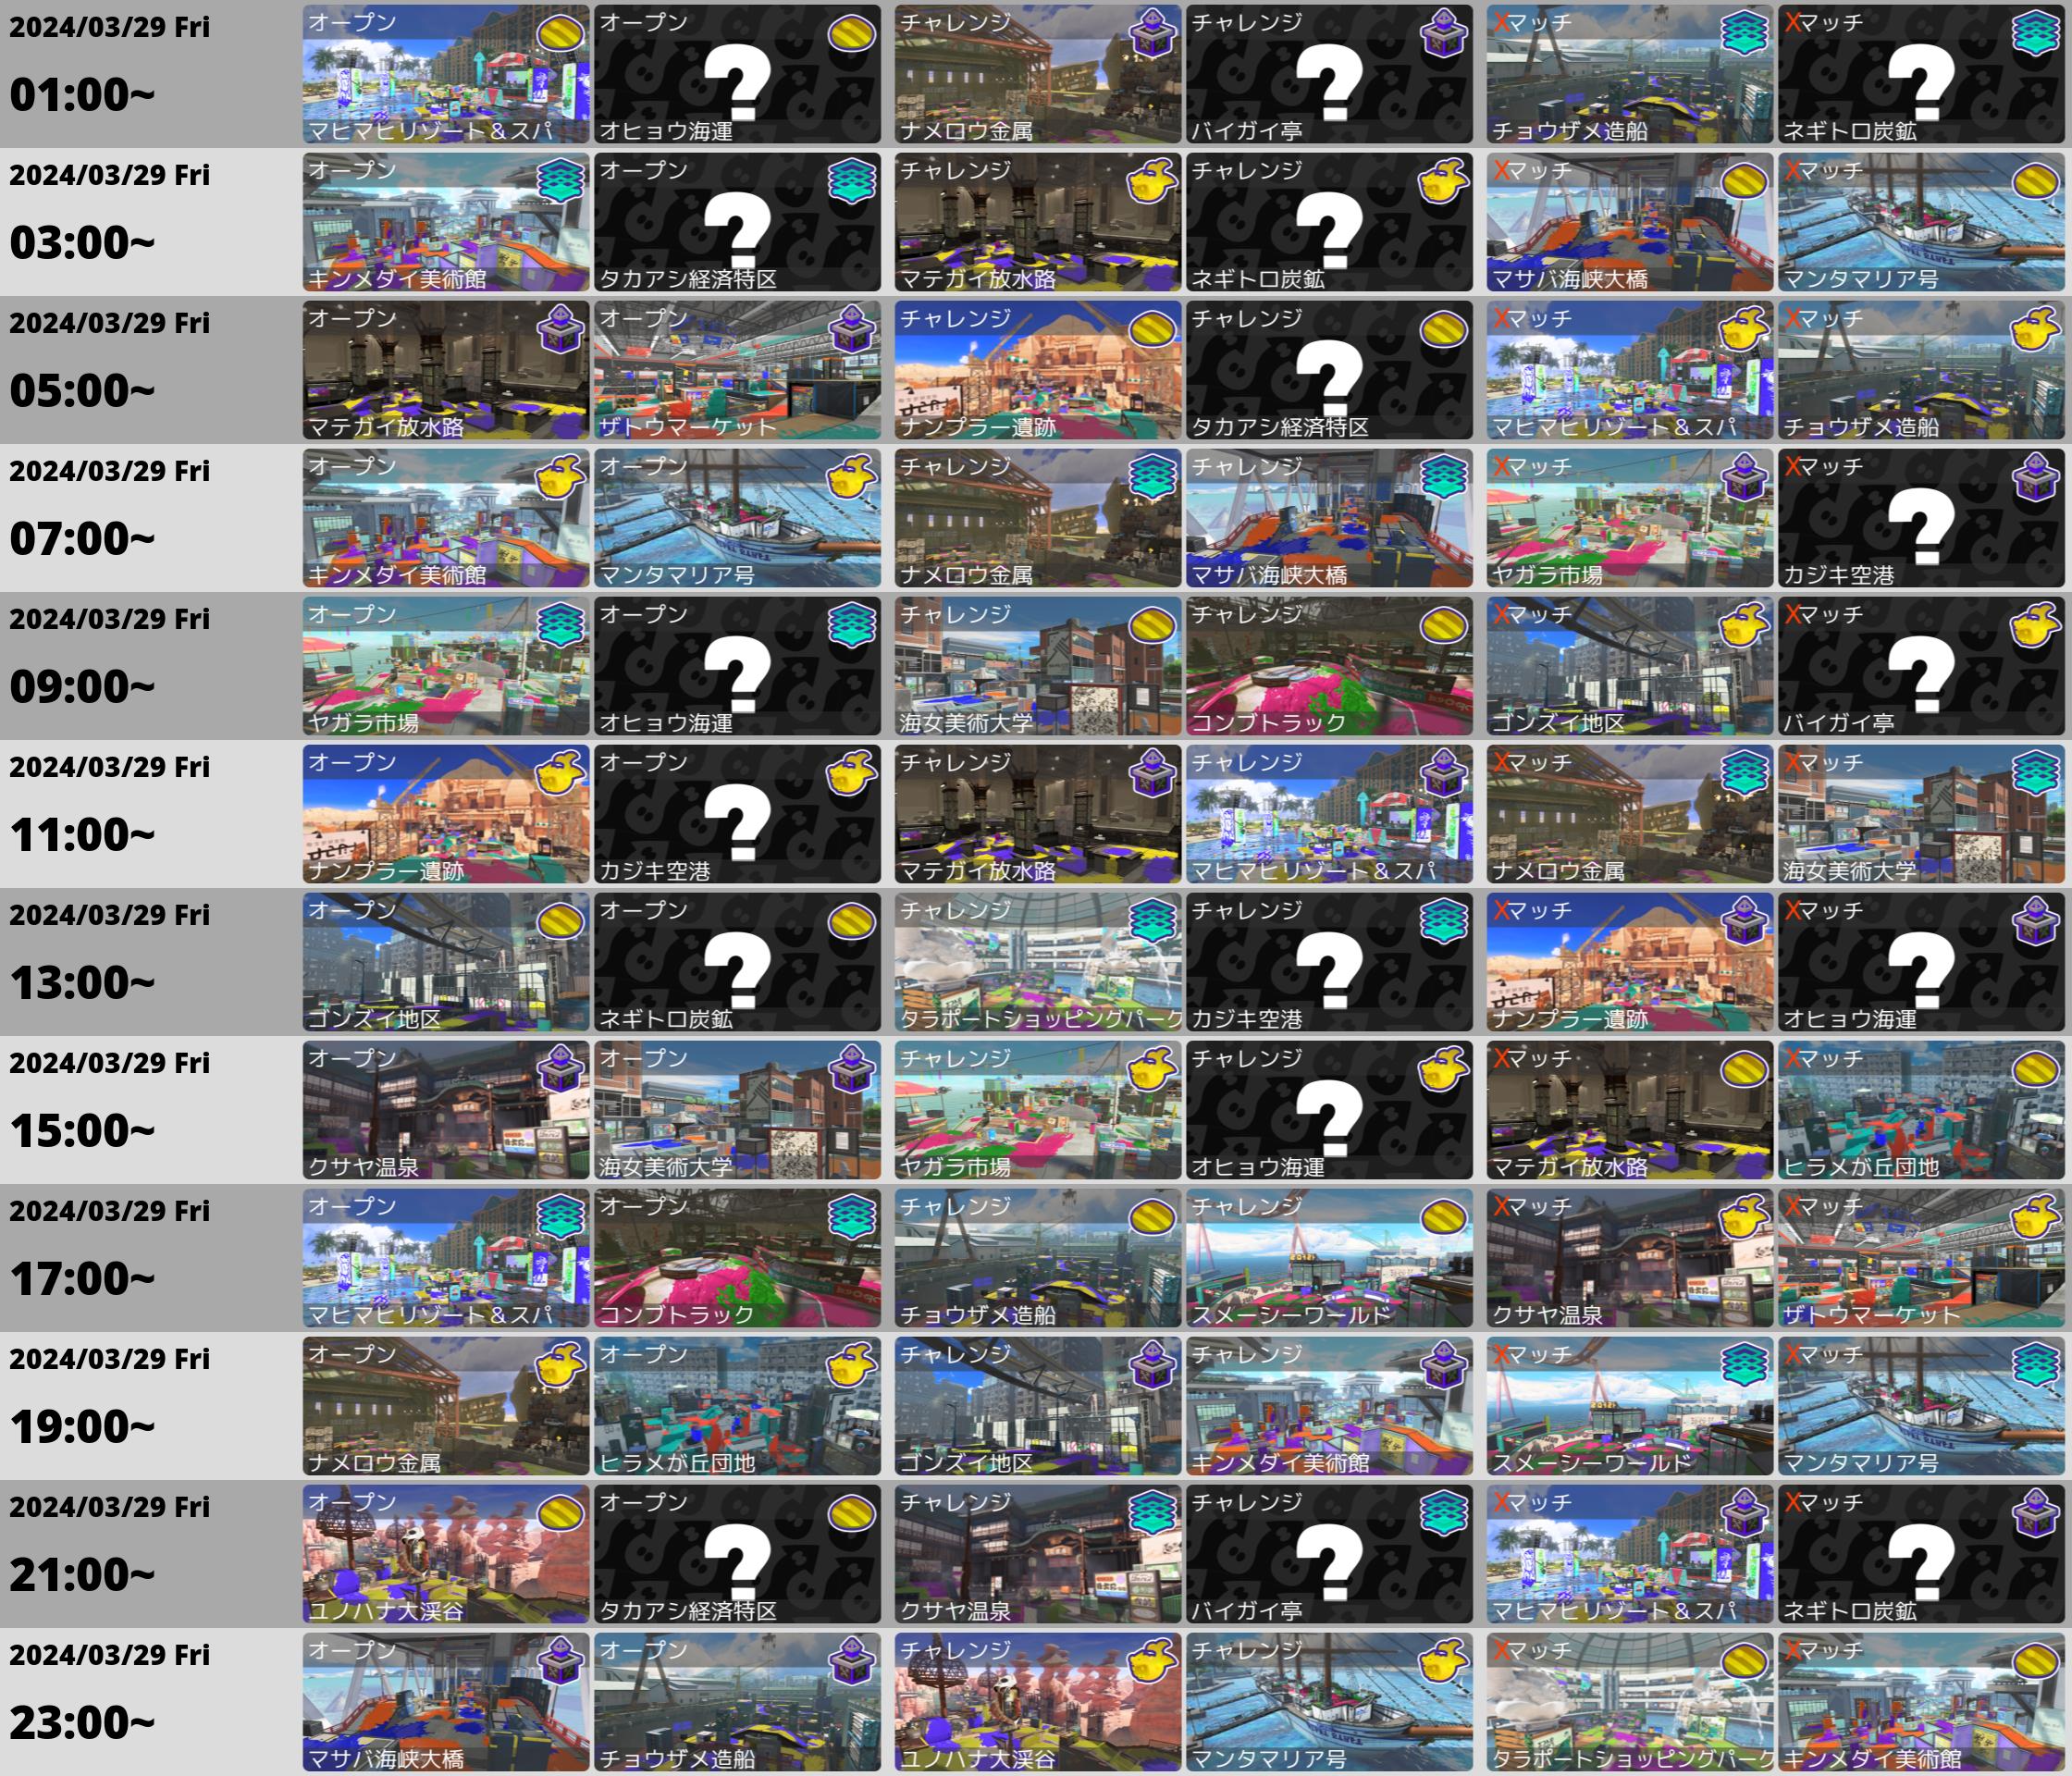 2024/03/29 Fri
01:00~
オープン
マヒマヒリゾート＆スパ
オープン
オヒョウ海運
チャレンジ
ナメロウ金属
チャレンジ
バイガイ亭
Xマッチ
チョウザメ造船
Xマッチ
ネギトロ炭鉱
2024/03/29 Fri
03:00~
オープン
キンメダイ美術館
オープン
タカアシ経済特区
チャレンジ
マテガイ放水路
チャレンジ
ネギトロ炭鉱
Xマッチ
マサバ海峡大橋
Xマッチ
マンタマリア号
2024/03/29 Fri
05:00~
オープン
マテガイ放水路
オープン
ザトウマーケット
チャレンジ
ナンプラー遺跡
チャレンジ
タカアシ経済特区
Xマッチ
マヒマヒリゾート＆スパ
Xマッチ
チョウザメ造船
2024/03/29 Fri
07:00~
オープン
キンメダイ美術館
オープン
マンタマリア号
チャレンジ
ナメロウ金属
チャレンジ
マサバ海峡大橋
Xマッチ
ヤガラ市場
Xマッチ
カジキ空港
2024/03/29 Fri
09:00~
オープン
ヤガラ市場
オープン
オヒョウ海運
チャレンジ
海女美術大学
チャレンジ
コンブトラック
Xマッチ
ゴンズイ地区
Xマッチ
バイガイ亭
2024/03/29 Fri
11:00~
オープン
ナンプラー遺跡
オープン
カジキ空港
チャレンジ
マテガイ放水路
チャレンジ
マヒマヒリゾート＆スパ
Xマッチ
ナメロウ金属
Xマッチ
海女美術大学
2024/03/29 Fri
13:00~
オープン
ゴンズイ地区
オープン
ネギトロ炭鉱
チャレンジ
タラポートショッピングパーク
チャレンジ
カジキ空港
Xマッチ
ナンプラー遺跡
Xマッチ
オヒョウ海運
2024/03/29 Fri
15:00~
オープン
クサヤ温泉
オープン
海女美術大学
チャレンジ
ヤガラ市場
チャレンジ
オヒョウ海運
Xマッチ
マテガイ放水路
Xマッチ
ヒラメが丘団地
2024/03/29 Fri
17:00~
オープン
マヒマヒリゾート＆スパ
オープン
コンブトラック
チャレンジ
チョウザメ造船
チャレンジ
スメーシーワールド
Xマッチ
クサヤ温泉
Xマッチ
ザトウマーケット
2024/03/29 Fri
19:00~
オープン
ナメロウ金属
オープン
ヒラメが丘団地
チャレンジ
ゴンズイ地区
チャレンジ
キンメダイ美術館
Xマッチ
スメーシーワールド
Xマッチ
マンタマリア号
2024/03/29 Fri
21:00~
オープン
ユノハナ大渓谷
オープン
タカアシ経済特区
チャレンジ
クサヤ温泉
チャレンジ
バイガイ亭
Xマッチ
マヒマヒリゾート＆スパ
Xマッチ
ネギトロ炭鉱
2024/03/29 Fri
23:00~
オープン
マサバ海峡大橋
オープン
チョウザメ造船
チャレンジ
ユノハナ大渓谷
チャレンジ
マンタマリア号
Xマッチ
タラポートショッピングパーク
Xマッチ
キンメダイ美術館